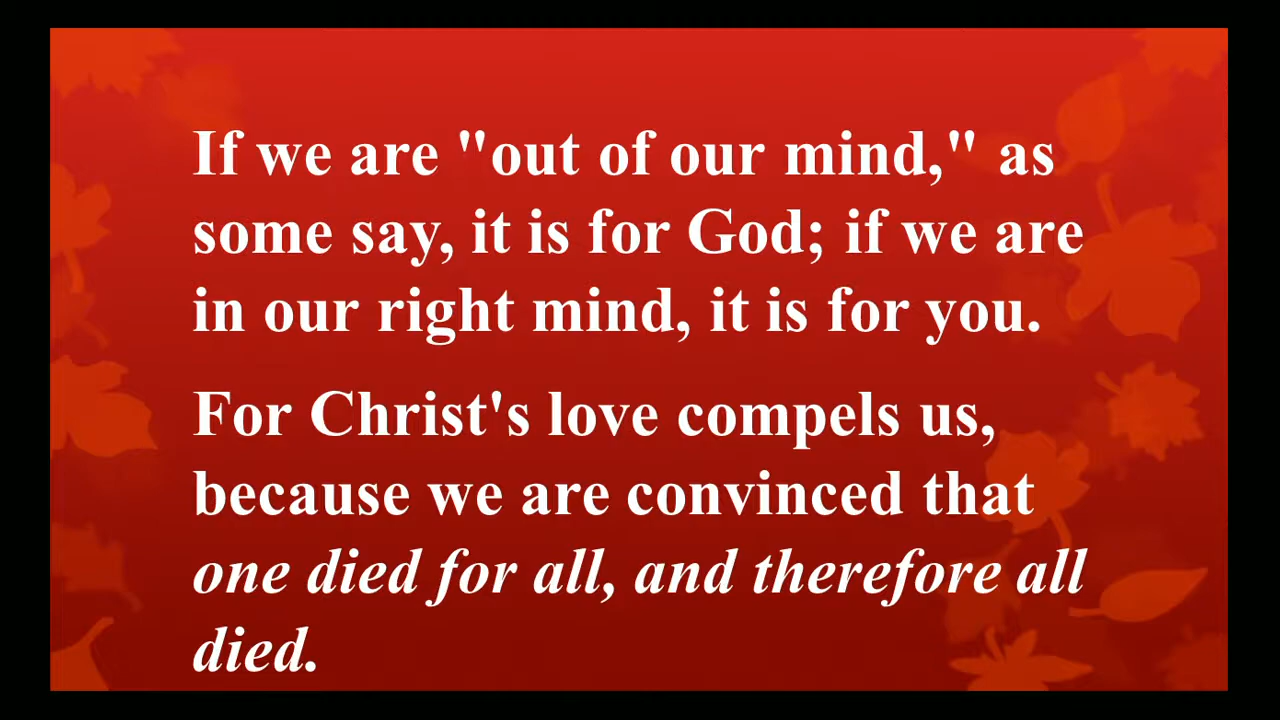 If we are "out of our mind," as
some say, it is for God; if we are
in our right mind, it is for you.
For Christ's love compels us,
because we are convinced that
one died for all, and therefore all
died.